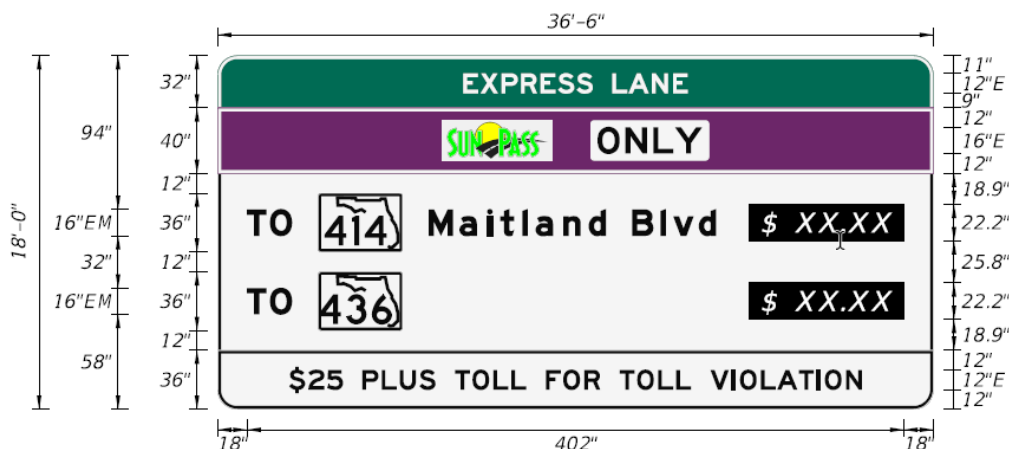 36'-6"
EXPRESS LANE
SUNPASS ONLY
TO 414 Maitland Blvd $ XX.XX
TO 436 $ XX.XX
$25 PLUS TOLL FOR TOLL VIOLATION
18'-0"
94"
16"EM
32"
16"EM
58"
32"
40"
12"
36"
12"
36"
12"
36"
11"
12"E
9"
12"
16"E
12"
18.9"
22.2"
25.8"
22.2"
18.9"
12"
12"E
12"
18" 402" 18"